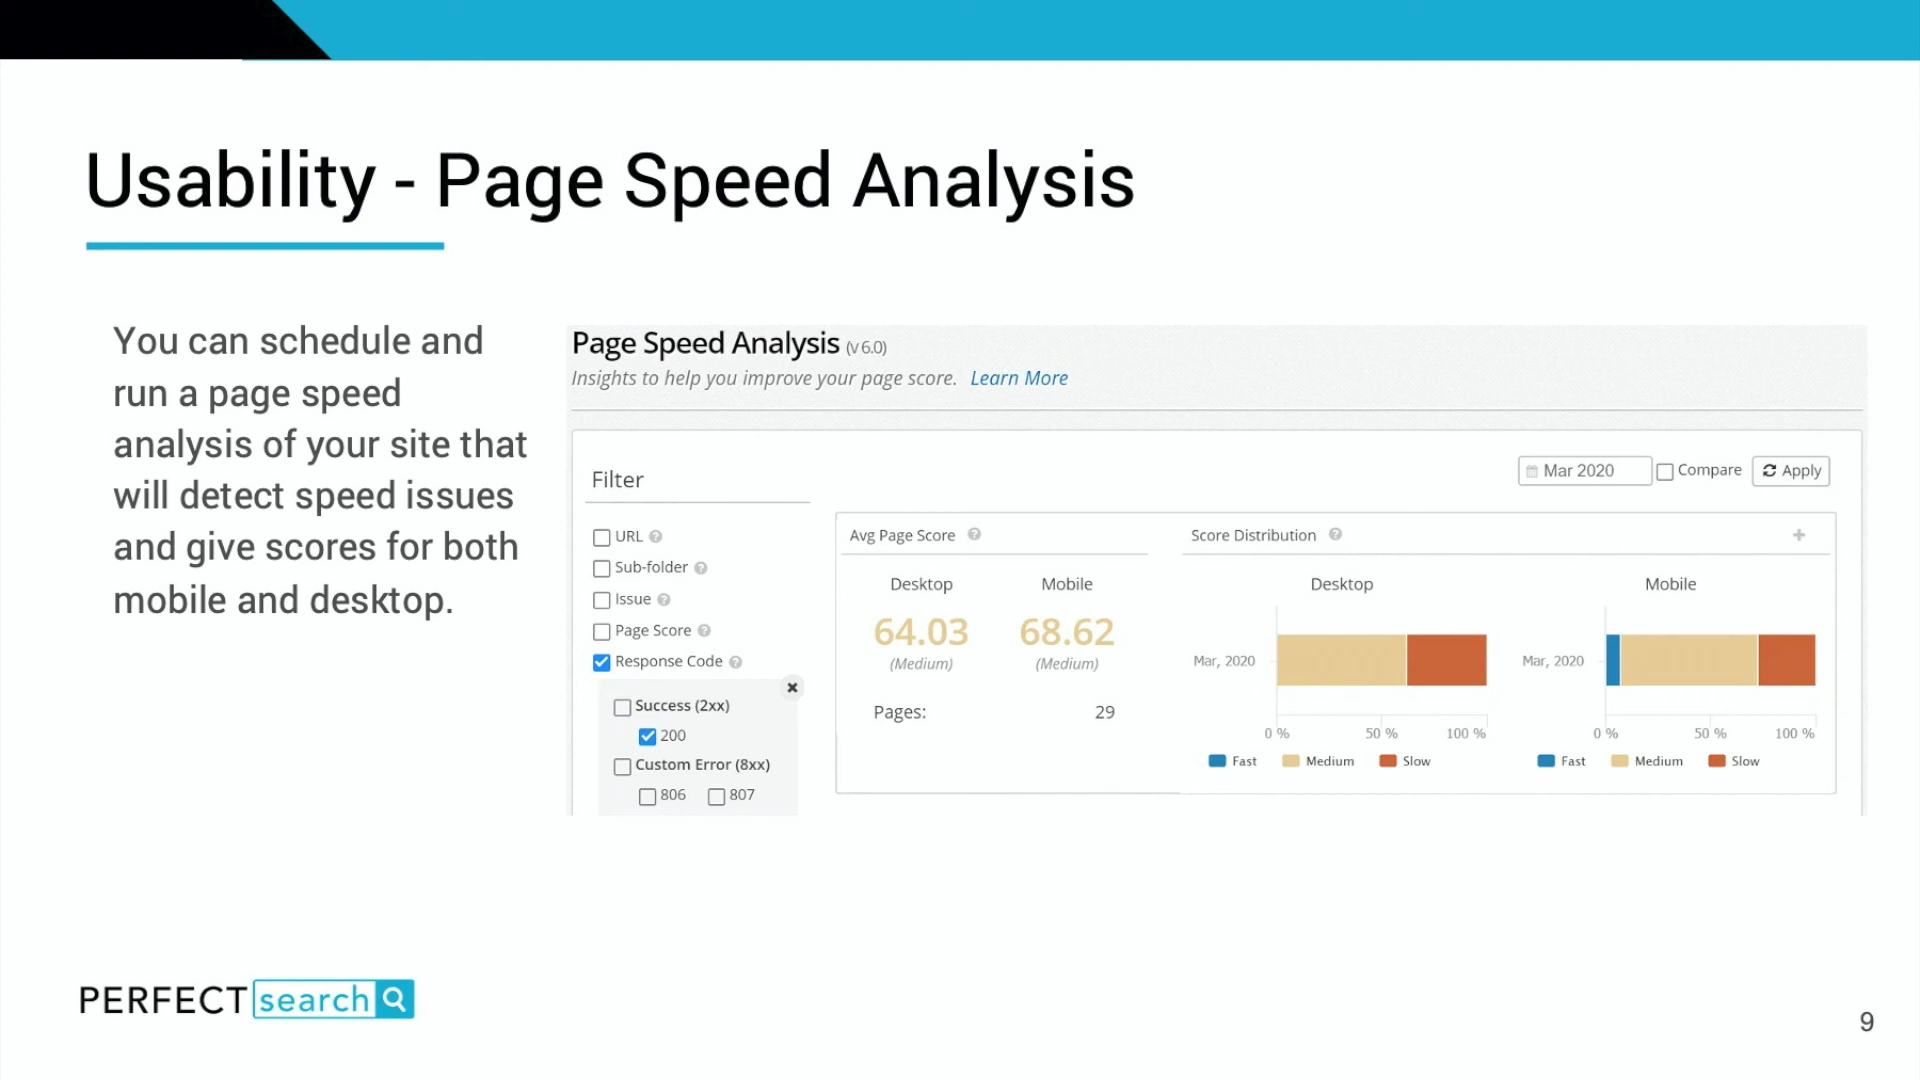 Usability - Page Speed Analysis
You can schedule and
run a page speed
analysis of your site that
will detect speed issues
and give scores for both
mobile and desktop.
Page Speed Analysis (v 6.0)
Insights to help you improve your page score. Learn More
Filter
Mar 2020 Compare Apply
URL
Sub-folder
Issue
Page Score
Response Code
Success (2xx)
200
Custom Error (8xx)
806 807
Avg Page Score
Desktop Mobile
64.03 68.62
(Medium) (Medium)
Pages: 29
Score Distribution
Desktop
Mar, 2020
0 % 50 % 100 %
Fast Medium Slow
Mobile
Mar, 2020
0 % 50 % 100 %
Fast Medium Slow
PERFECT search
9